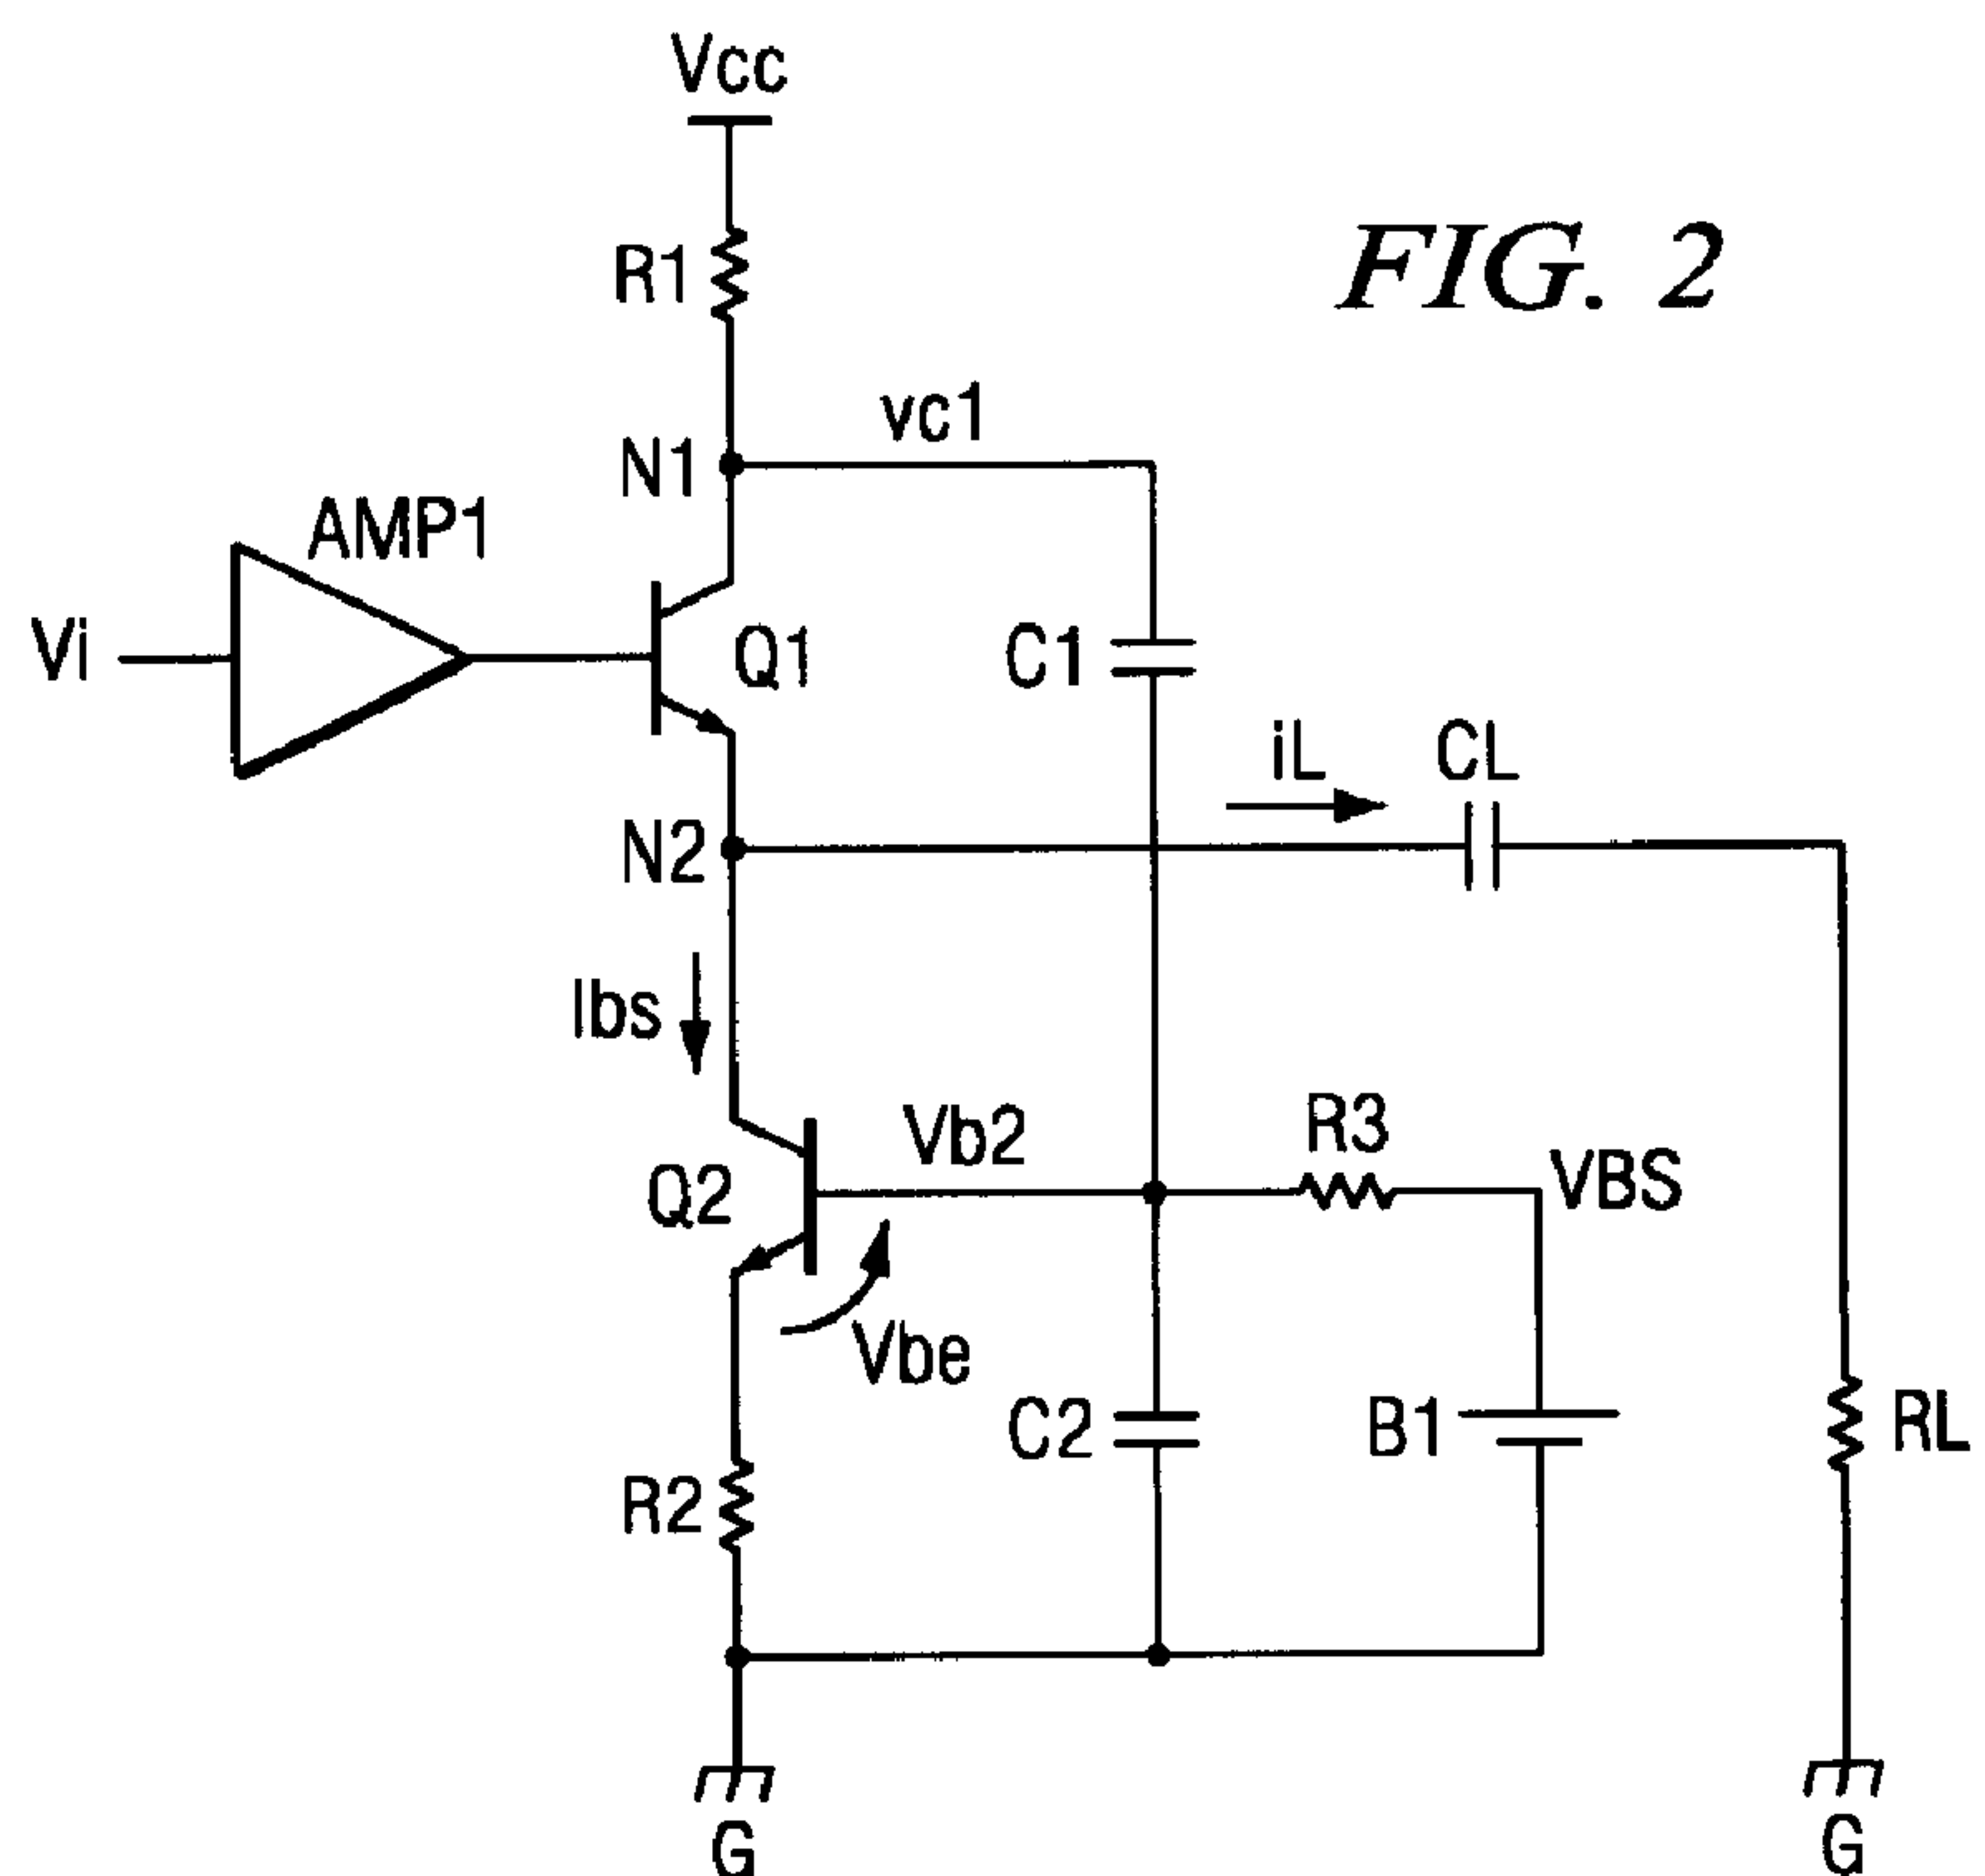 Vcc
FIG. 2
R1
vc1
N1
AMP1
Vi
Q1
C1
iL
CL
N2
Ibs
R3
Vb2
VBS
Q2
Vbe
C2
B1
RL
R2
G
G